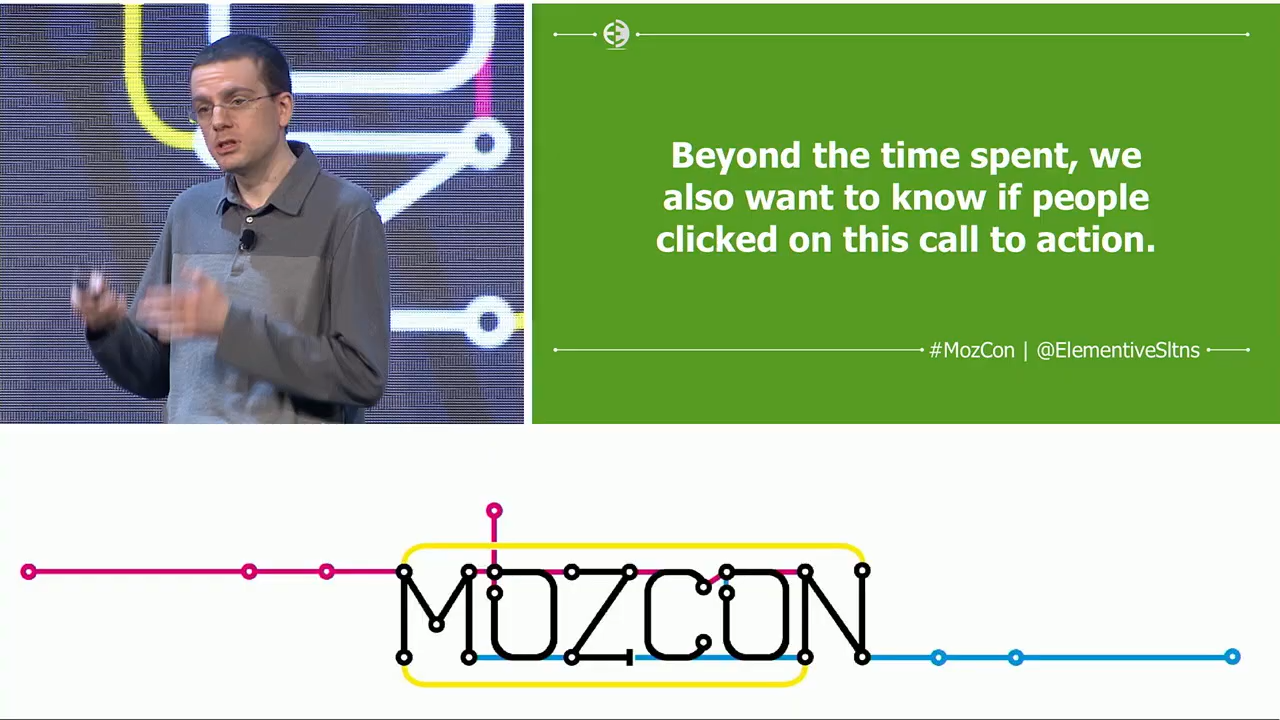 Beyond the time spent, we
also want to know if people
clicked on this call to action.
#MozCon | @ElementiveSltns
MOZCON